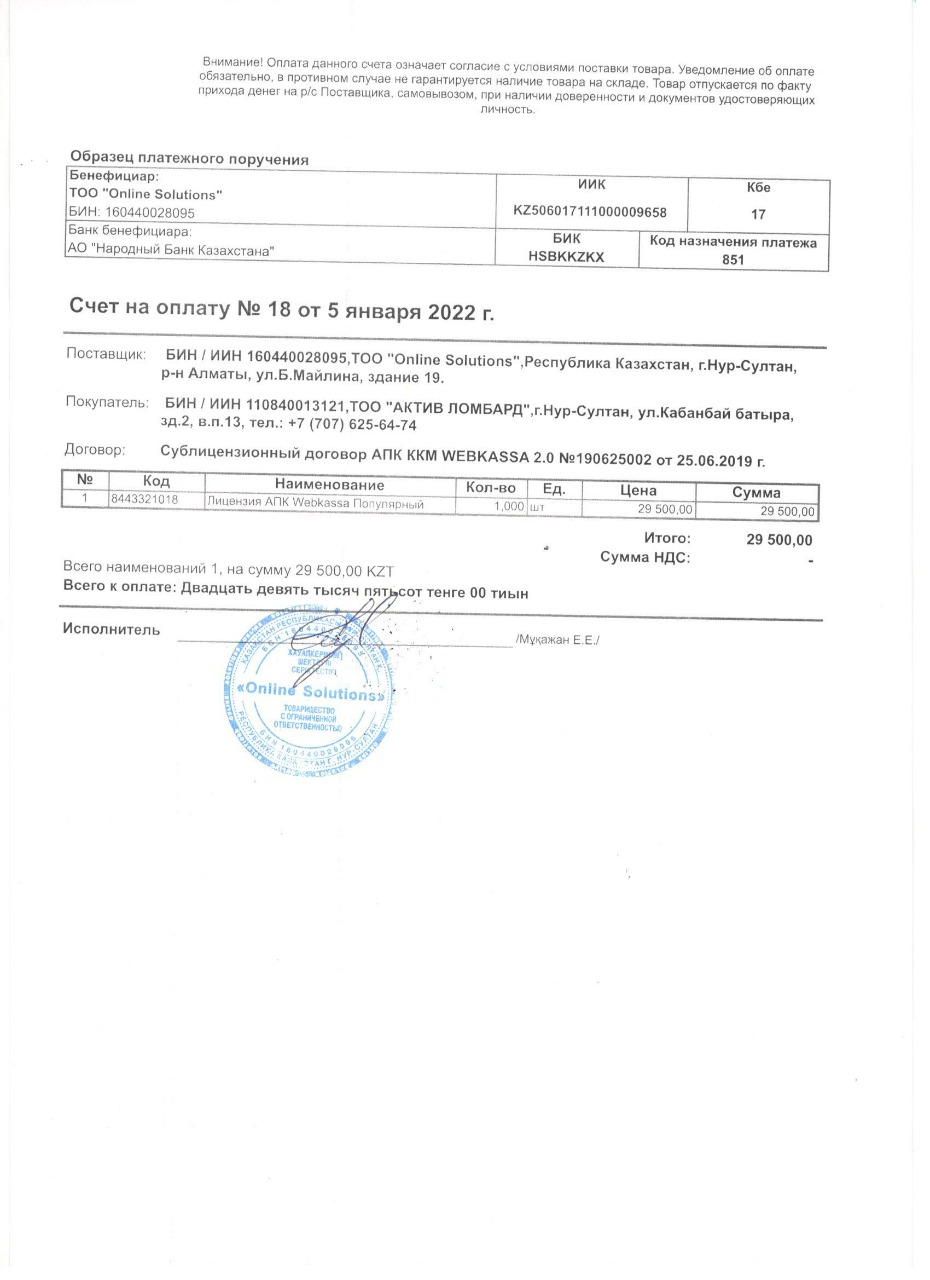 Внимание! Оплата данного счета означает согласие с условиями поставки товара. Уведомление об оплате
обязательно, в противном случае не гарантируется наличие товара на складе. Товар отпускается по факту
прихода денег на р/с Поставщика, самовывозом, при наличии доверенности и документов удостоверяющих
личность.
Образец платежного поручения
Бенефициар:
ТОО "Online Solutions"
БИН: 160440028095
ИИК
KZ506017111000009658
Кбе
17
Банк бенефициара:
АО "Народный Банк Казахстана"
БИК
HSBKKZKX
Код назначения платежа
851
Счет на оплату № 18 от 5 января 2022 г.
Поставщик: БИН / ИИН 160440028095,ТОО "Online Solutions",Республика Казахстан, г.Нур-Султан,
р-н Алматы, ул.Б.Майлина, здание 19.
Покупатель: БИН / ИИН 110840013121,ТОО "АКТИВ ЛОМБАРД",г.Нур-Султан, ул.Кабанбай батыра,
зд.2, в.п.13, тел.: +7 (707) 625-64-74
Договор: Сублицензионный договор АПК ККМ WEBKASSA 2.0 №190625002 от 25.06.2019 г.
№ Код Наименование Кол-во Ед. Цена Сумма
1 8443321018 Лицензия АПК Webkassa Популярный 1,000 шт 29 500,00 29 500,00
Итого: 29 500,00
Сумма НДС: -
Всего наименований 1, на сумму 29 500,00 KZT
Всего к оплате: Двадцать девять тысяч пятьсот тенге 00 тиын
Исполнитель /Мұқажан Е.Е./
«Online Solutions»
ТОВАРИЩЕСТВО
С ОГРАНИЧЕННОЙ
ОТВЕТСТВЕННОСТЬЮ